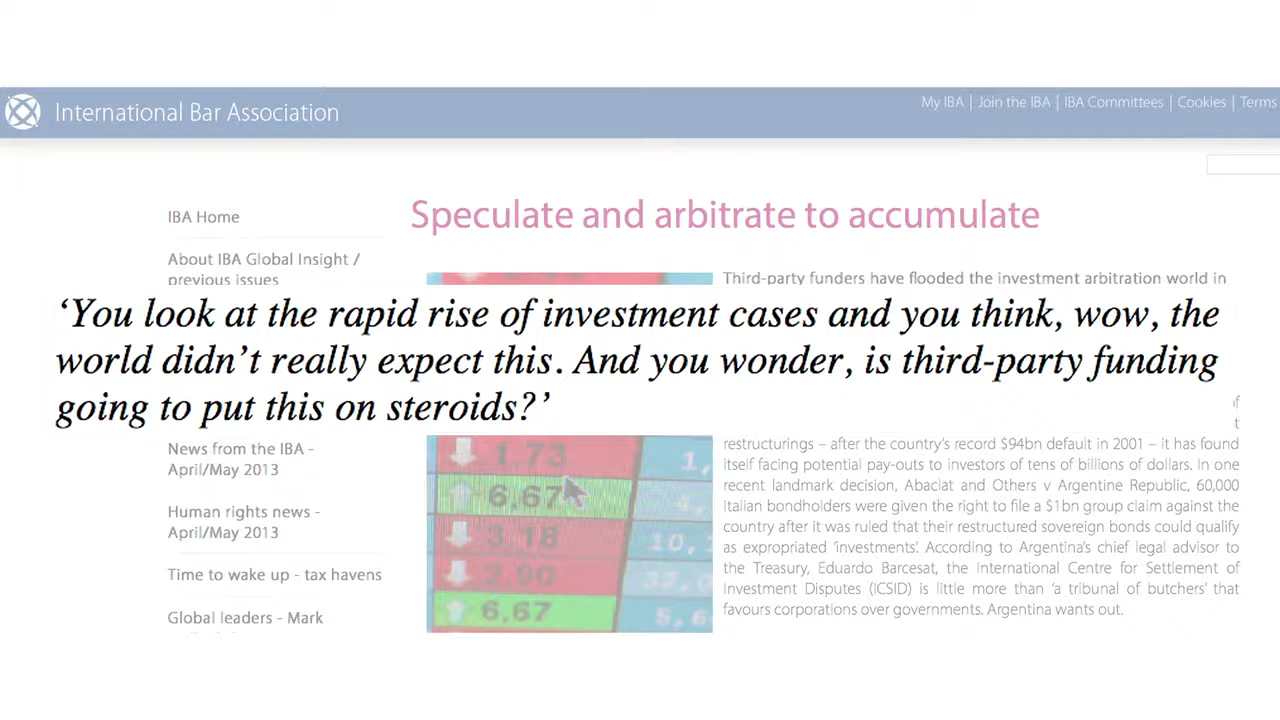 International Bar Association
My IBA | Join the IBA | IBA Committees | Cookies | Terms
IBA Home
About IBA Global Insight /
previous issues
Speculate and arbitrate to accumulate
Third-party funders have flooded the investment arbitration world in
‘You look at the rapid rise of investment cases and you think, wow, the
world didn’t really expect this. And you wonder, is third-party funding
going to put this on steroids?’
News from the IBA -
April/May 2013
Human rights news -
April/May 2013
Time to wake up - tax havens
Global leaders - Mark
1.73
6.67
3.18
2.90
6.67
restructurings – after the country’s record $94bn default in 2001 – it has found
itself facing potential pay-outs to investors of tens of billions of dollars. In one
recent landmark decision, Abaclat and Others v Argentine Republic, 60,000
Italian bondholders were given the right to file a $1bn group claim against the
country after it was ruled that their restructured sovereign bonds could qualify
as expropriated ‘investments’. According to Argentina’s chief legal advisor to
the Treasury, Eduardo Barcesat, the International Centre for Settlement of
Investment Disputes (ICSID) is little more than ‘a tribunal of butchers’ that
favours corporations over governments. Argentina wants out.